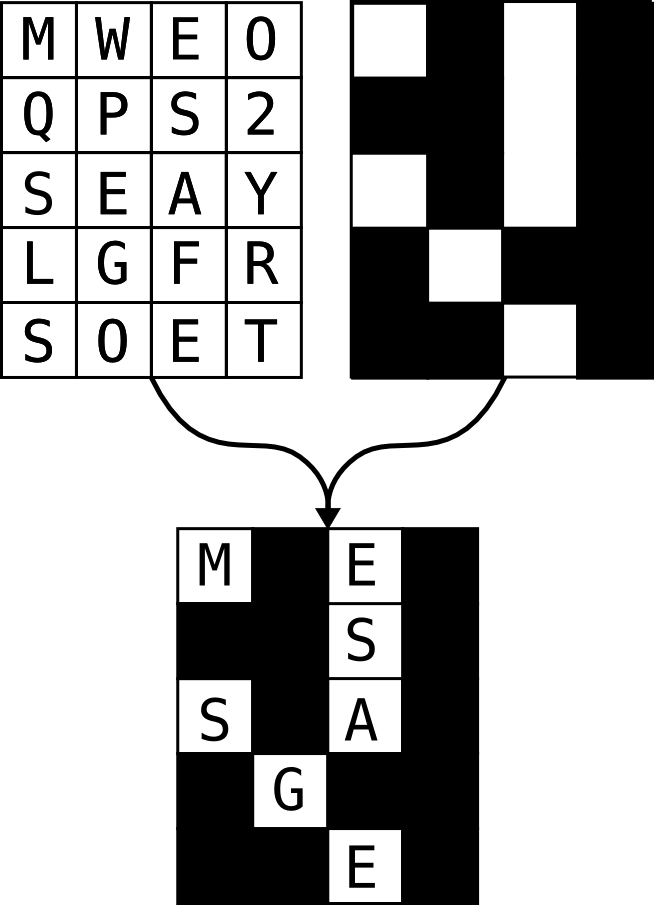 M W E O
Q P S 2
S E A Y
L G F R
S O E T
M E
S
S A
G
E